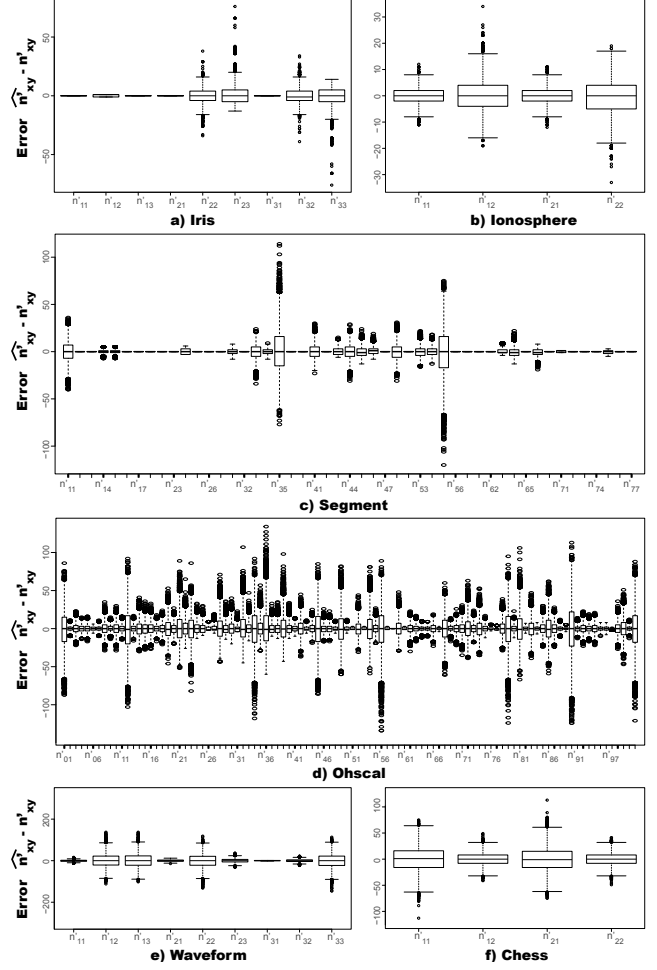 Error n̂'xy - n'xy
50
0
−50
n'11 n'12 n'13 n'21 n'22 n'23 n'31 n'32 n'33
a) Iris
30
20
10
0
−10
−20
−30
n'11 n'12 n'21 n'22
b) Ionosphere
Error n̂'xy - n'xy
100
50
0
−50
−100
n'11 n'14 n'17 n'23 n'26 n'32 n'35 n'41 n'44 n'47 n'53 n'56 n'62 n'65 n'71 n'74 n'77
c) Segment
Error n̂'xy - n'xy
100
50
0
−50
−100
n'01 n'06 n'11 n'16 n'21 n'26 n'31 n'36 n'41 n'46 n'51 n'56 n'61 n'66 n'71 n'76 n'81 n'86 n'91 n'97
d) Ohscal
Error n̂'xy - n'xy
200
0
−200
n'11 n'12 n'13 n'21 n'22 n'23 n'31 n'32 n'33
e) Waveform
100
50
0
−50
−100
n'11 n'12 n'21 n'22
f) Chess